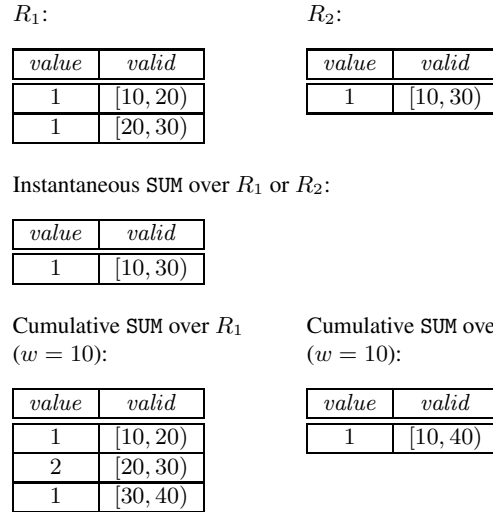 R1:
value valid
1 [10, 20)
1 [20, 30)
R2:
value valid
1 [10, 30)
Instantaneous SUM over R1 or R2:
value valid
1 [10, 30)
Cumulative SUM over R1
(w = 10):
value valid
1 [10, 20)
2 [20, 30)
1 [30, 40)
Cumulative SUM ove
(w = 10):
value valid
1 [10, 40)